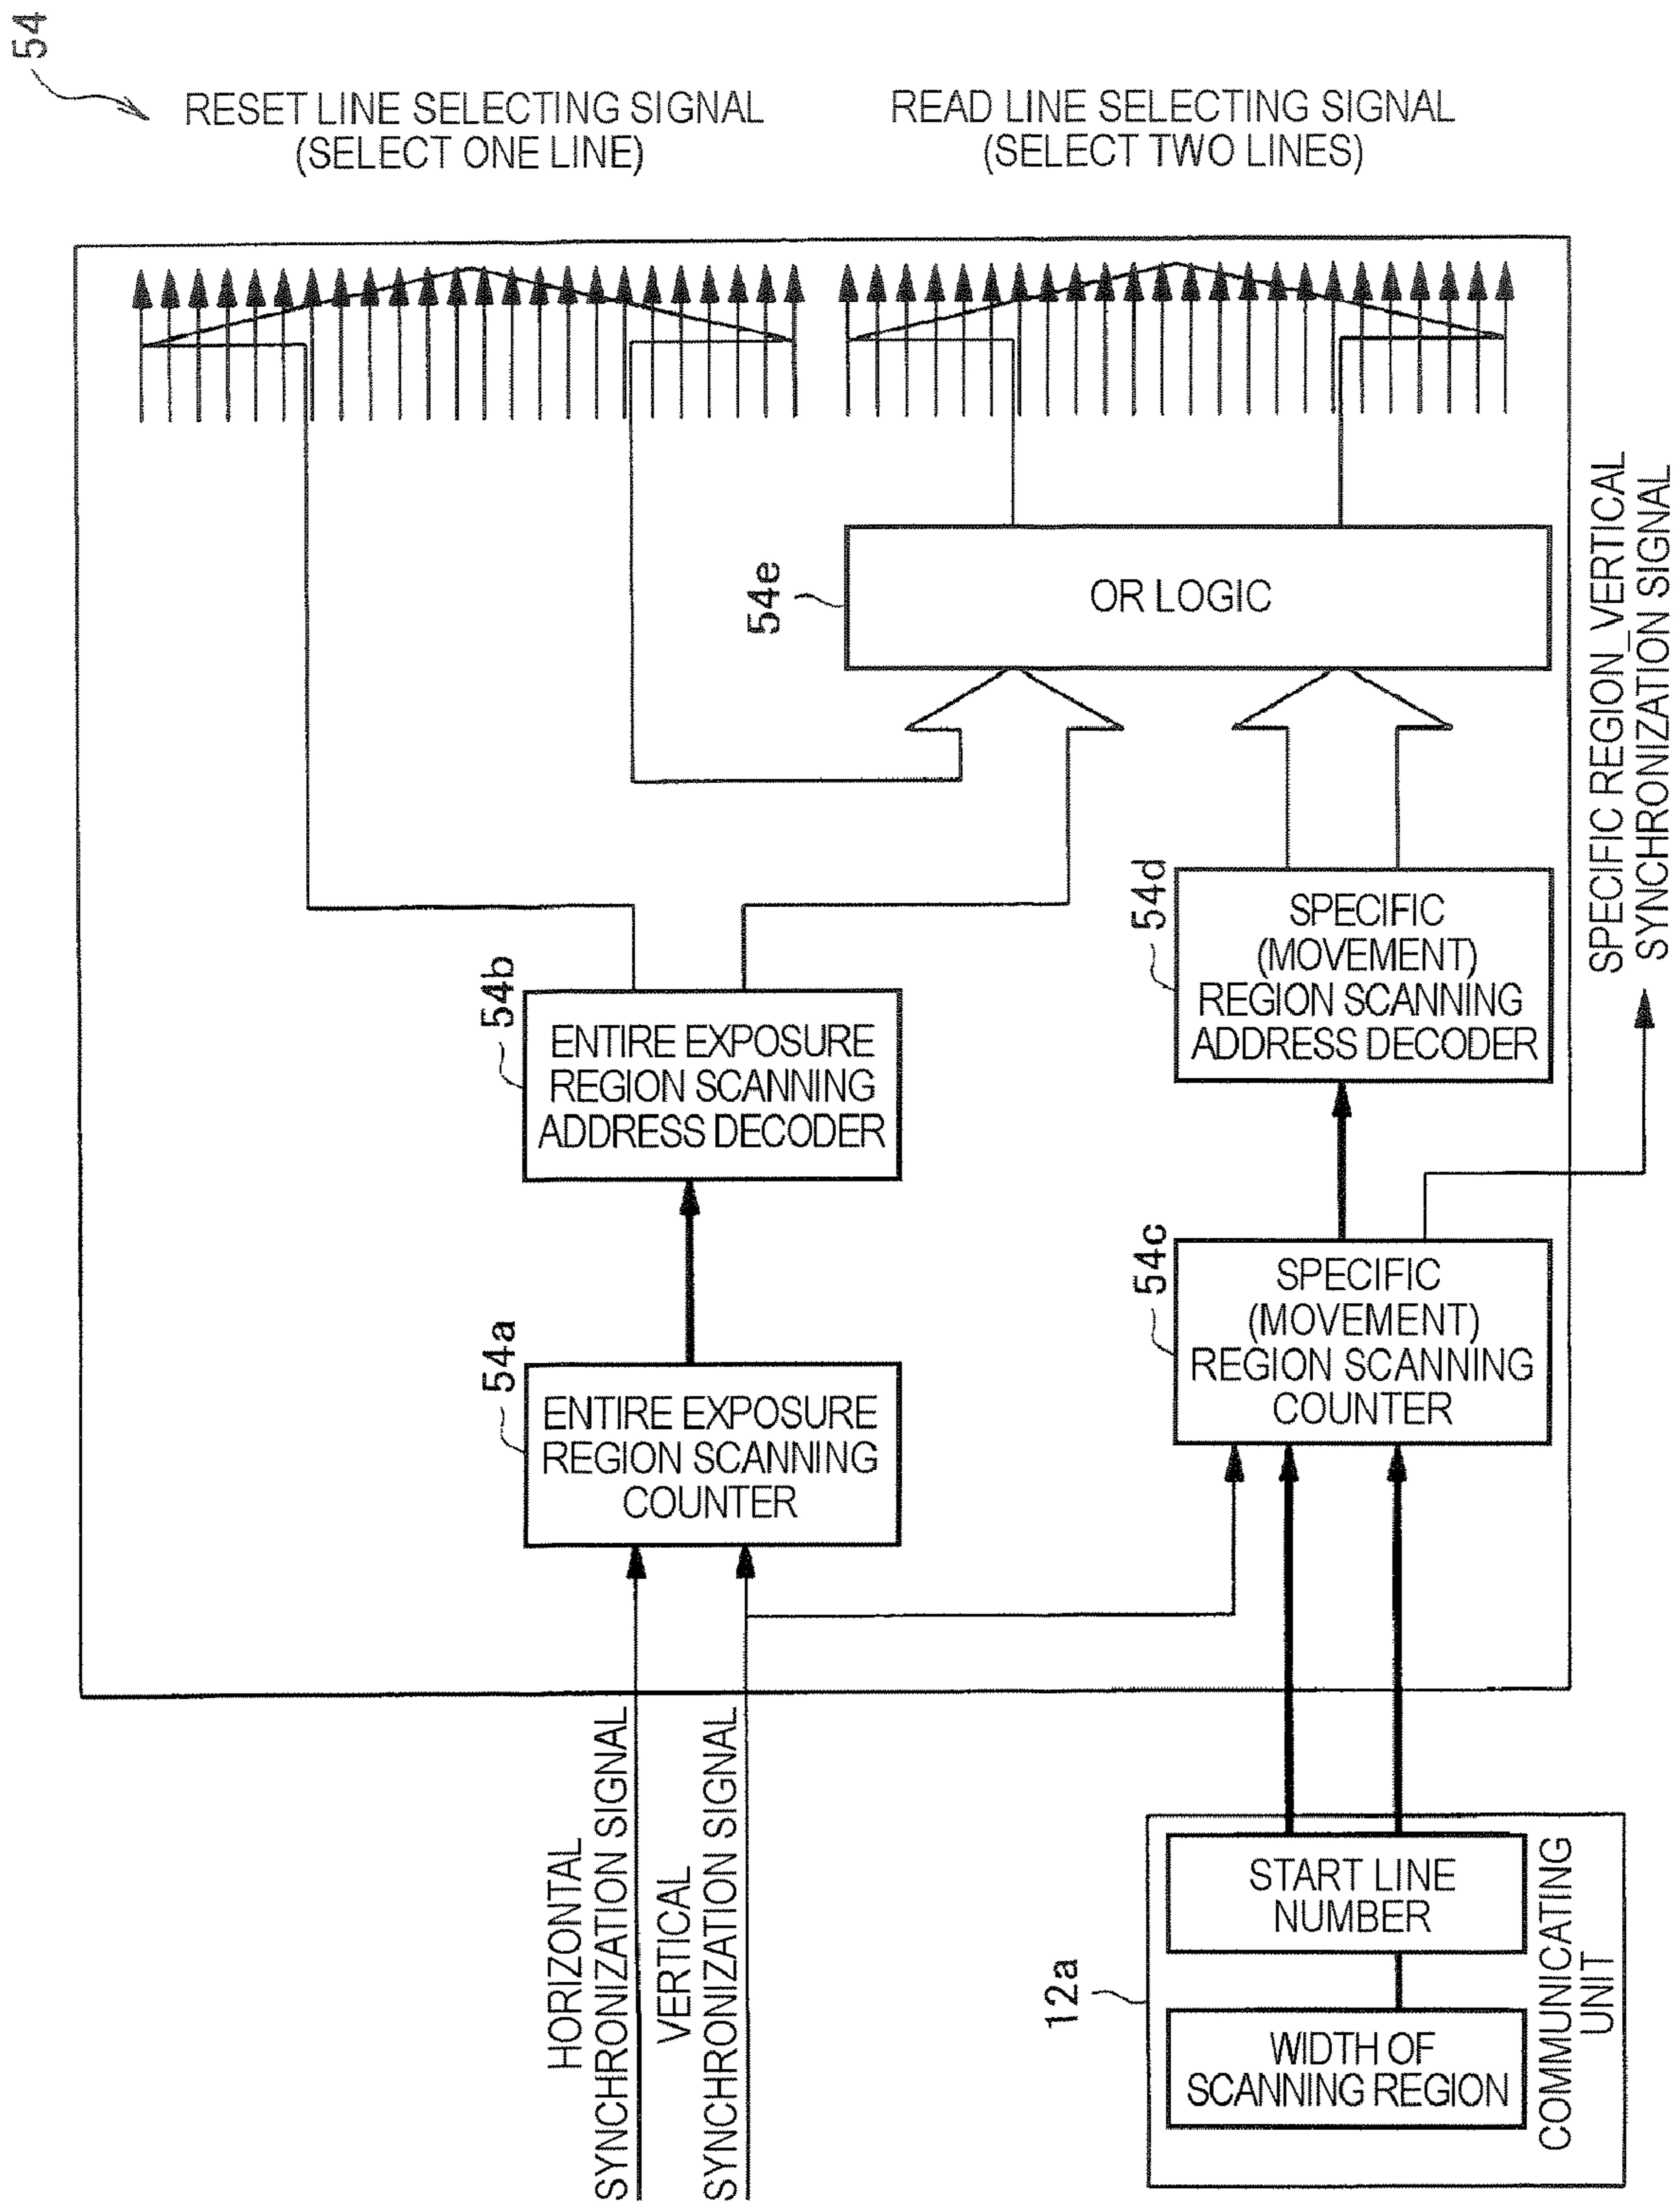 54
RESET LINE SELECTING SIGNAL
(SELECT ONE LINE)
READ LINE SELECTING SIGNAL
(SELECT TWO LINES)
54e
OR LOGIC
SPECIFIC REGION_VERTICAL
SYNCHRONIZATION SIGNAL
54b
ENTIRE EXPOSURE
REGION SCANNING
ADDRESS DECODER
54d
SPECIFIC
(MOVEMENT)
REGION SCANNING
ADDRESS DECODER
54a
ENTIRE EXPOSURE
REGION SCANNING
COUNTER
54c
SPECIFIC
(MOVEMENT)
REGION SCANNING
COUNTER
HORIZONTAL
SYNCHRONIZATION SIGNAL
VERTICAL
SYNCHRONIZATION SIGNAL
12a
START LINE
NUMBER
WIDTH OF
SCANNING REGION
COMMUNICATING
UNIT